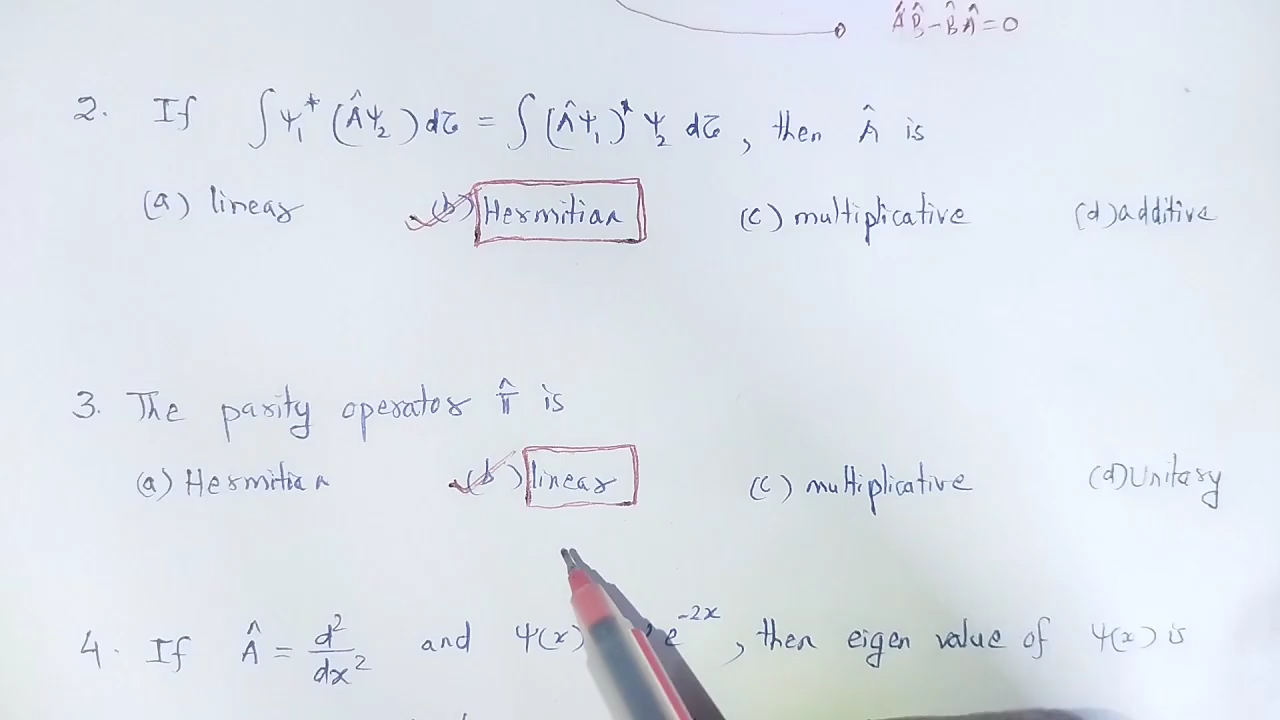 ÂB̂ - B̂Â = 0
2. If ∫ψ₁* (Âψ₂) dτ = ∫(Âψ₁)* ψ₂ dτ, then Â is
(a) linear (b) Hermitian (c) multiplicative (d) additive
3. The parity operator π̂ is
(a) Hermitian (b) linear (c) multiplicative (d) Unitary
4. If Â = d²/dx² and ψ(x) e⁻²ˣ, then eigen value of ψ(x) is